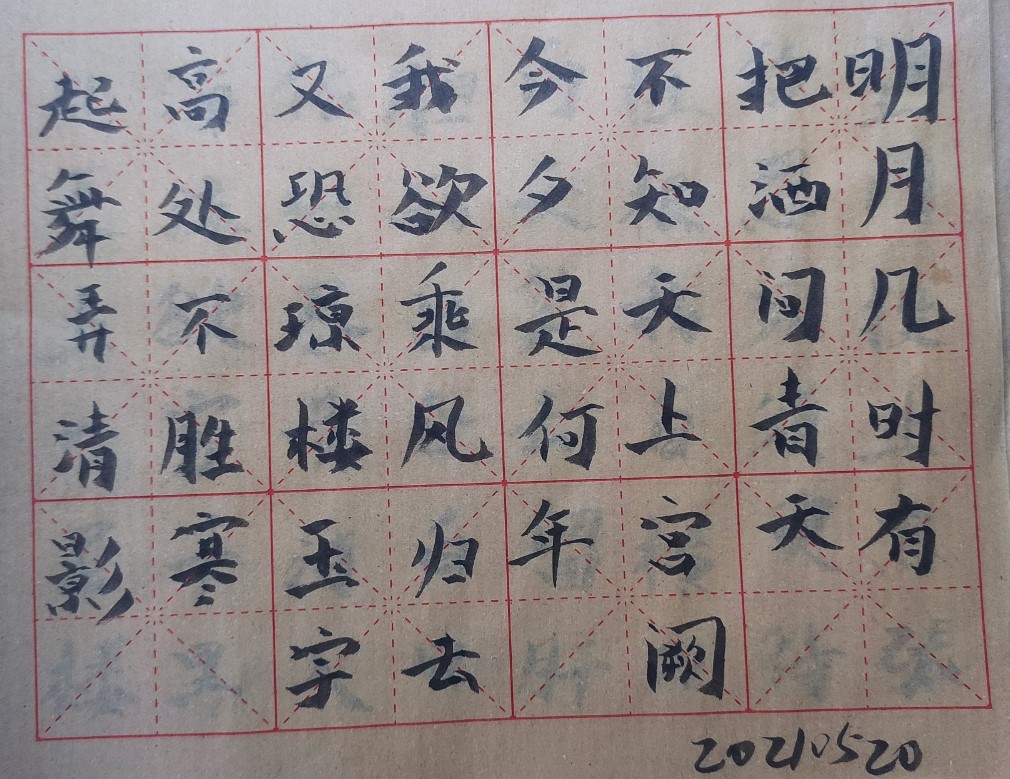 明月几时有
把酒问青天
不知天上宫阙
今夕是何年
我欲乘风归去
又恐琼楼玉宇
高处不胜寒
起舞弄清影
20210520